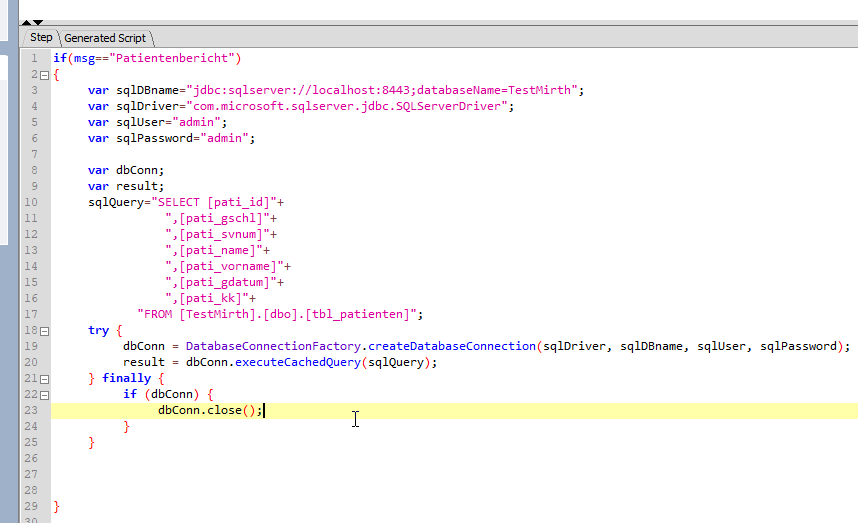 Step Generated Script
1 if(msg=="Patientenbericht")
2 {
3 var sqlDBname="jdbc:sqlserver://localhost:8443;databaseName=TestMirth";
4 var sqlDriver="com.microsoft.sqlserver.jdbc.SQLServerDriver";
5 var sqlUser="admin";
6 var sqlPassword="admin";
7
8 var dbConn;
9 var result;
10 sqlQuery="SELECT [pati_id]"+
11 ",[pati_gschl]"+
12 ",[pati_svnum]"+
13 ",[pati_name]"+
14 ",[pati_vorname]"+
15 ",[pati_gdatum]"+
16 ",[pati_kk]"+
17 "FROM [TestMirth].[dbo].[tbl_patienten]";
18 try {
19 dbConn = DatabaseConnectionFactory.createDatabaseConnection(sqlDriver, sqlDBname, sqlUser, sqlPassword);
20 result = dbConn.executeCachedQuery(sqlQuery);
21 } finally {
22 if (dbConn) {
23 dbConn.close();
24 }
25 }
26
27
28
29 }
30